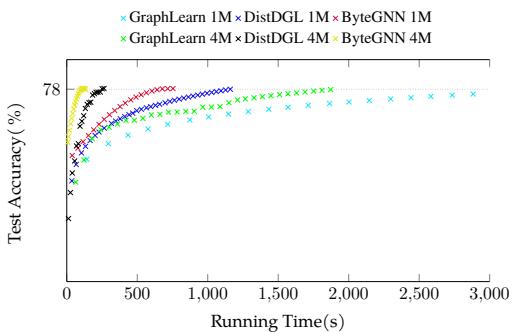 × GraphLearn 1M × DistDGL 1M × ByteGNN 1M
× GraphLearn 4M × DistDGL 4M × ByteGNN 4M
78
Test Accuracy( %)
0 500 1,000 1,500 2,000 2,500 3,000
Running Time(s)